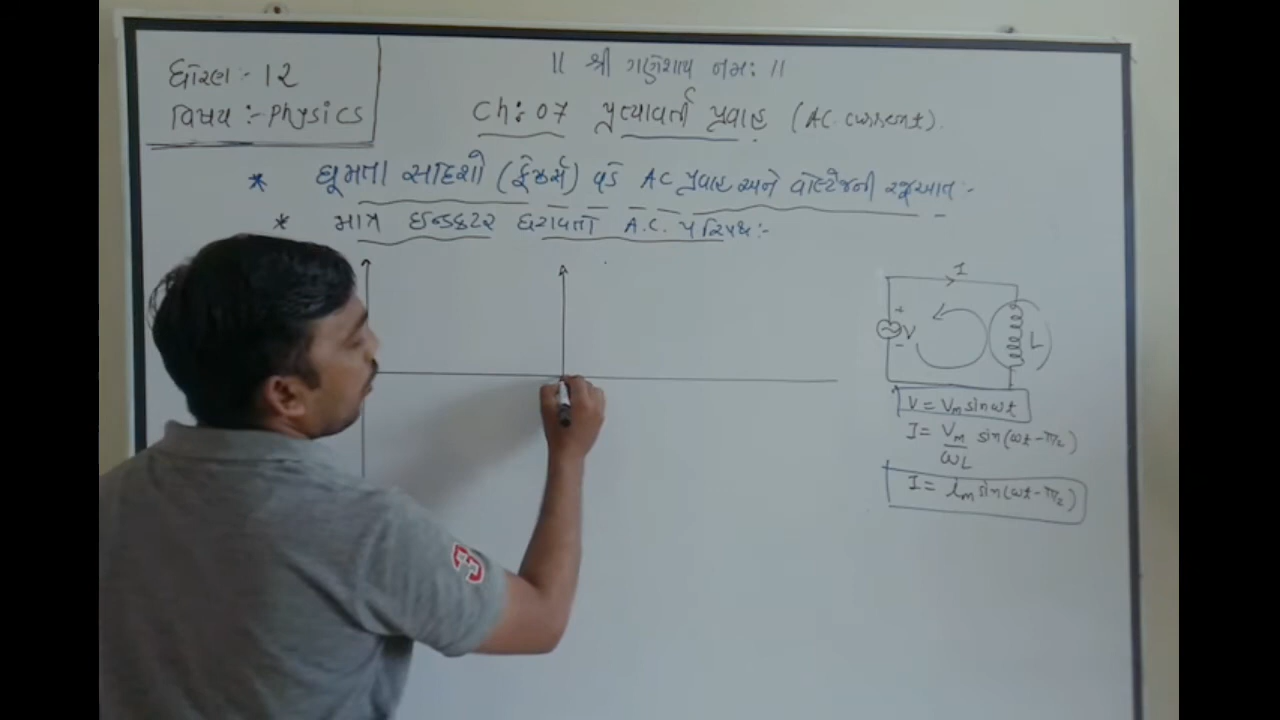 ધોરણ :- 12
વિષય :- Physics
|| શ્રી ગણેશાય નમઃ ||
Ch: 07 પ્રત્યાવર્તી પ્રવાહ (AC. current).
* ઘૂમતા સદિશો (ફેઝર્સ) વડે AC પ્રવાહ અને વોલ્ટેજની રજૂઆત :-
* માત્ર ઈન્ડક્ટર ધરાવતા A.C. પરિપથ :-
I
+
V
-
L
V = Vm sin ωt
I = Vm/ωL sin(ωt - π/2)
I = im sin(ωt - π/2)